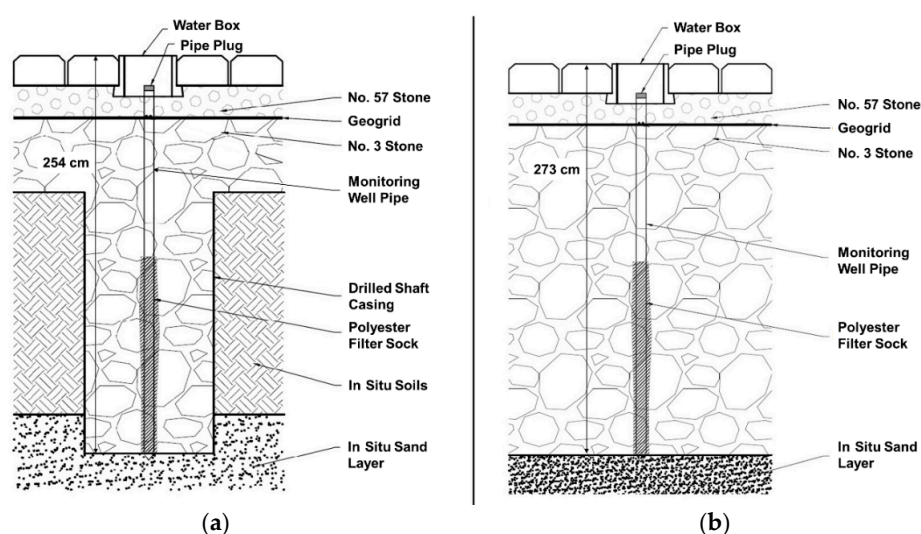 Water Box
Pipe Plug
No. 57 Stone
Geogrid
No. 3 Stone
254 cm
Monitoring
Well Pipe
Drilled Shaft
Casing
Polyester
Filter Sock
In Situ Soils
In Situ Sand
Layer
(a)
Water Box
Pipe Plug
No. 57 Stone
Geogrid
No. 3 Stone
273 cm
Monitoring
Well Pipe
Polyester
Filter Sock
In Situ Sand
Layer
(b)